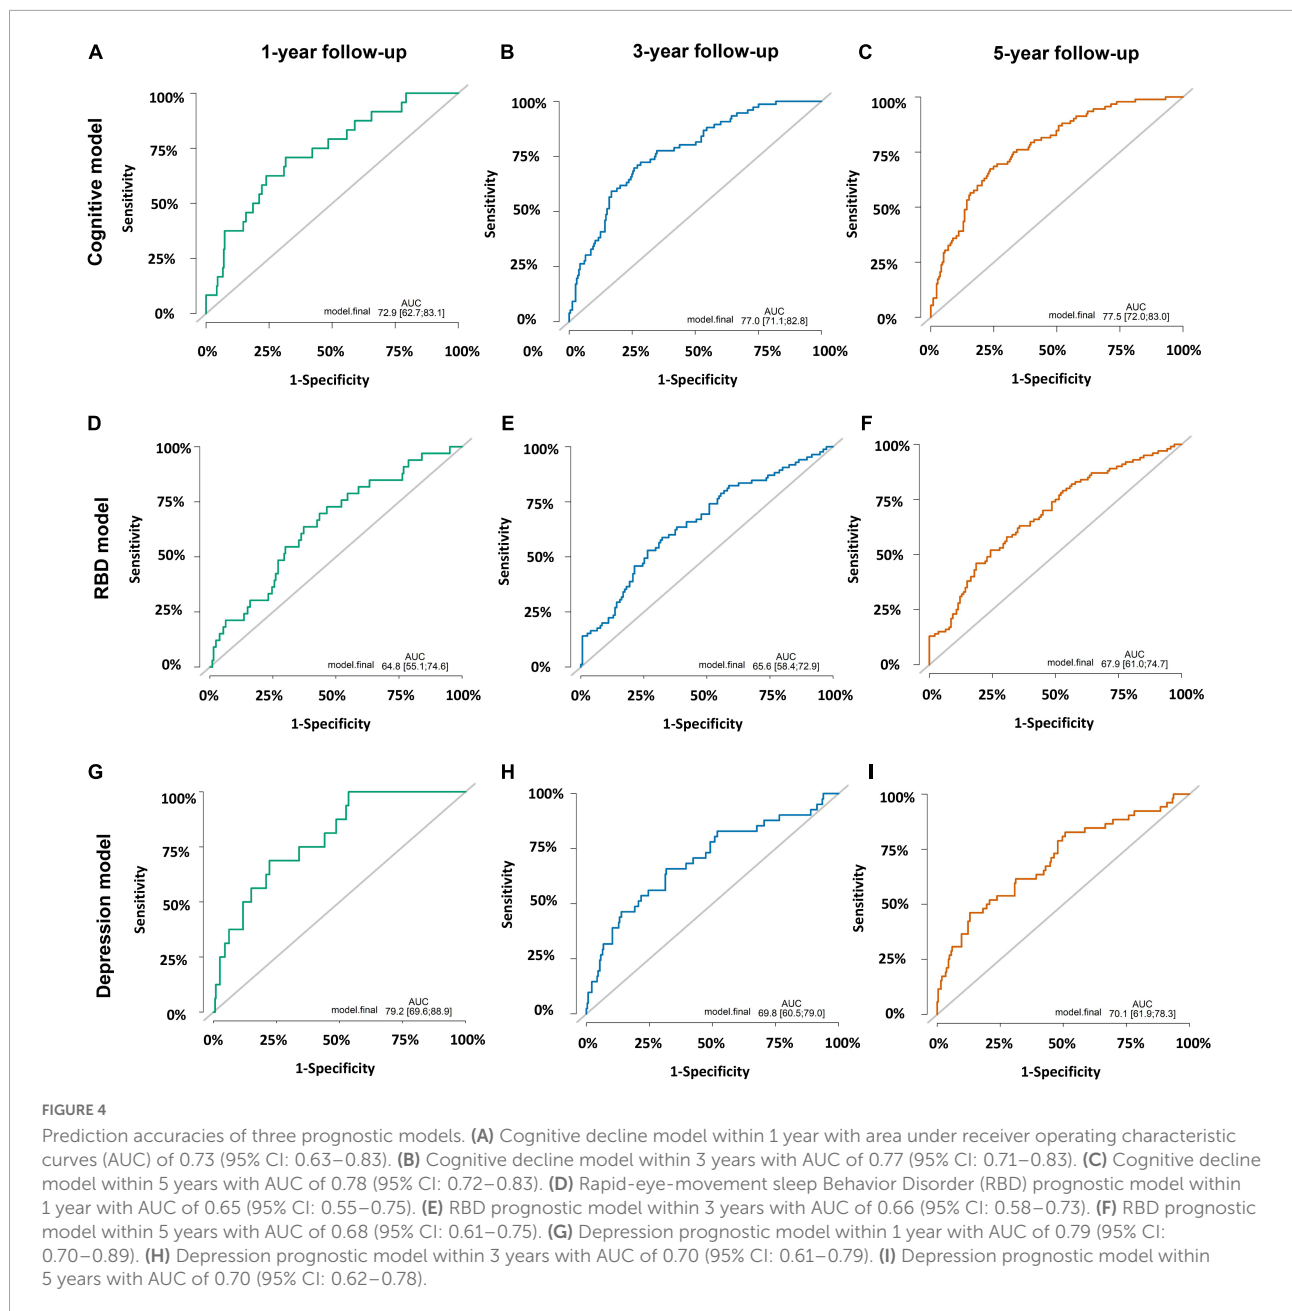 A 1-year follow-up B 3-year follow-up C 5-year follow-up
Cognitive model
100%
75%
50%
25%
0%
Sensitivity
AUC
model.final 72.9 [62.7;83.1]
0% 25% 50% 75% 100%
1-Specificity
100%
75%
50%
25%
0%
Sensitivity
AUC
model.final 77.0 [71.1;82.8]
0% 25% 50% 75% 100%
1-Specificity
100%
75%
50%
25%
0%
Sensitivity
AUC
model.final 77.5 [72.0;83.0]
0% 25% 50% 75% 100%
1-Specificity
D E F
RBD model
100%
75%
50%
25%
0%
Sensitivity
AUC
model.final 64.8 [55.1;74.6]
0% 25% 50% 75% 100%
1-Specificity
100%
75%
50%
25%
0%
Sensitivity
AUC
model.final 65.6 [58.4;72.9]
0% 25% 50% 75% 100%
1-Specificity
100%
75%
50%
25%
0%
Sensitivity
AUC
model.final 67.9 [61.0;74.7]
0% 25% 50% 75% 100%
1-Specificity
G H I
Depression model
100%
75%
50%
25%
0%
Sensitivity
AUC
model.final 79.2 [69.6;88.9]
0% 25% 50% 75% 100%
1-Specificity
100%
75%
50%
25%
0%
Sensitivity
AUC
model.final 69.8 [60.5;79.0]
0% 25% 50% 75% 100%
1-Specificity
100%
75%
50%
25%
0%
Sensitivity
AUC
model.final 70.1 [61.9;78.3]
0% 25% 50% 75% 100%
1-Specificity
FIGURE 4
Prediction accuracies of three prognostic models. (A) Cognitive decline model within 1 year with area under receiver operating characteristic
curves (AUC) of 0.73 (95% CI: 0.63–0.83). (B) Cognitive decline model within 3 years with AUC of 0.77 (95% CI: 0.71–0.83). (C) Cognitive decline
model within 5 years with AUC of 0.78 (95% CI: 0.72–0.83). (D) Rapid-eye-movement sleep Behavior Disorder (RBD) prognostic model within
1 year with AUC of 0.65 (95% CI: 0.55–0.75). (E) RBD prognostic model within 3 years with AUC of 0.66 (95% CI: 0.58–0.73). (F) RBD prognostic
model within 5 years with AUC of 0.68 (95% CI: 0.61–0.75). (G) Depression prognostic model within 1 year with AUC of 0.79 (95% CI:
0.70–0.89). (H) Depression prognostic model within 3 years with AUC of 0.70 (95% CI: 0.61–0.79). (I) Depression prognostic model within
5 years with AUC of 0.70 (95% CI: 0.62–0.78).